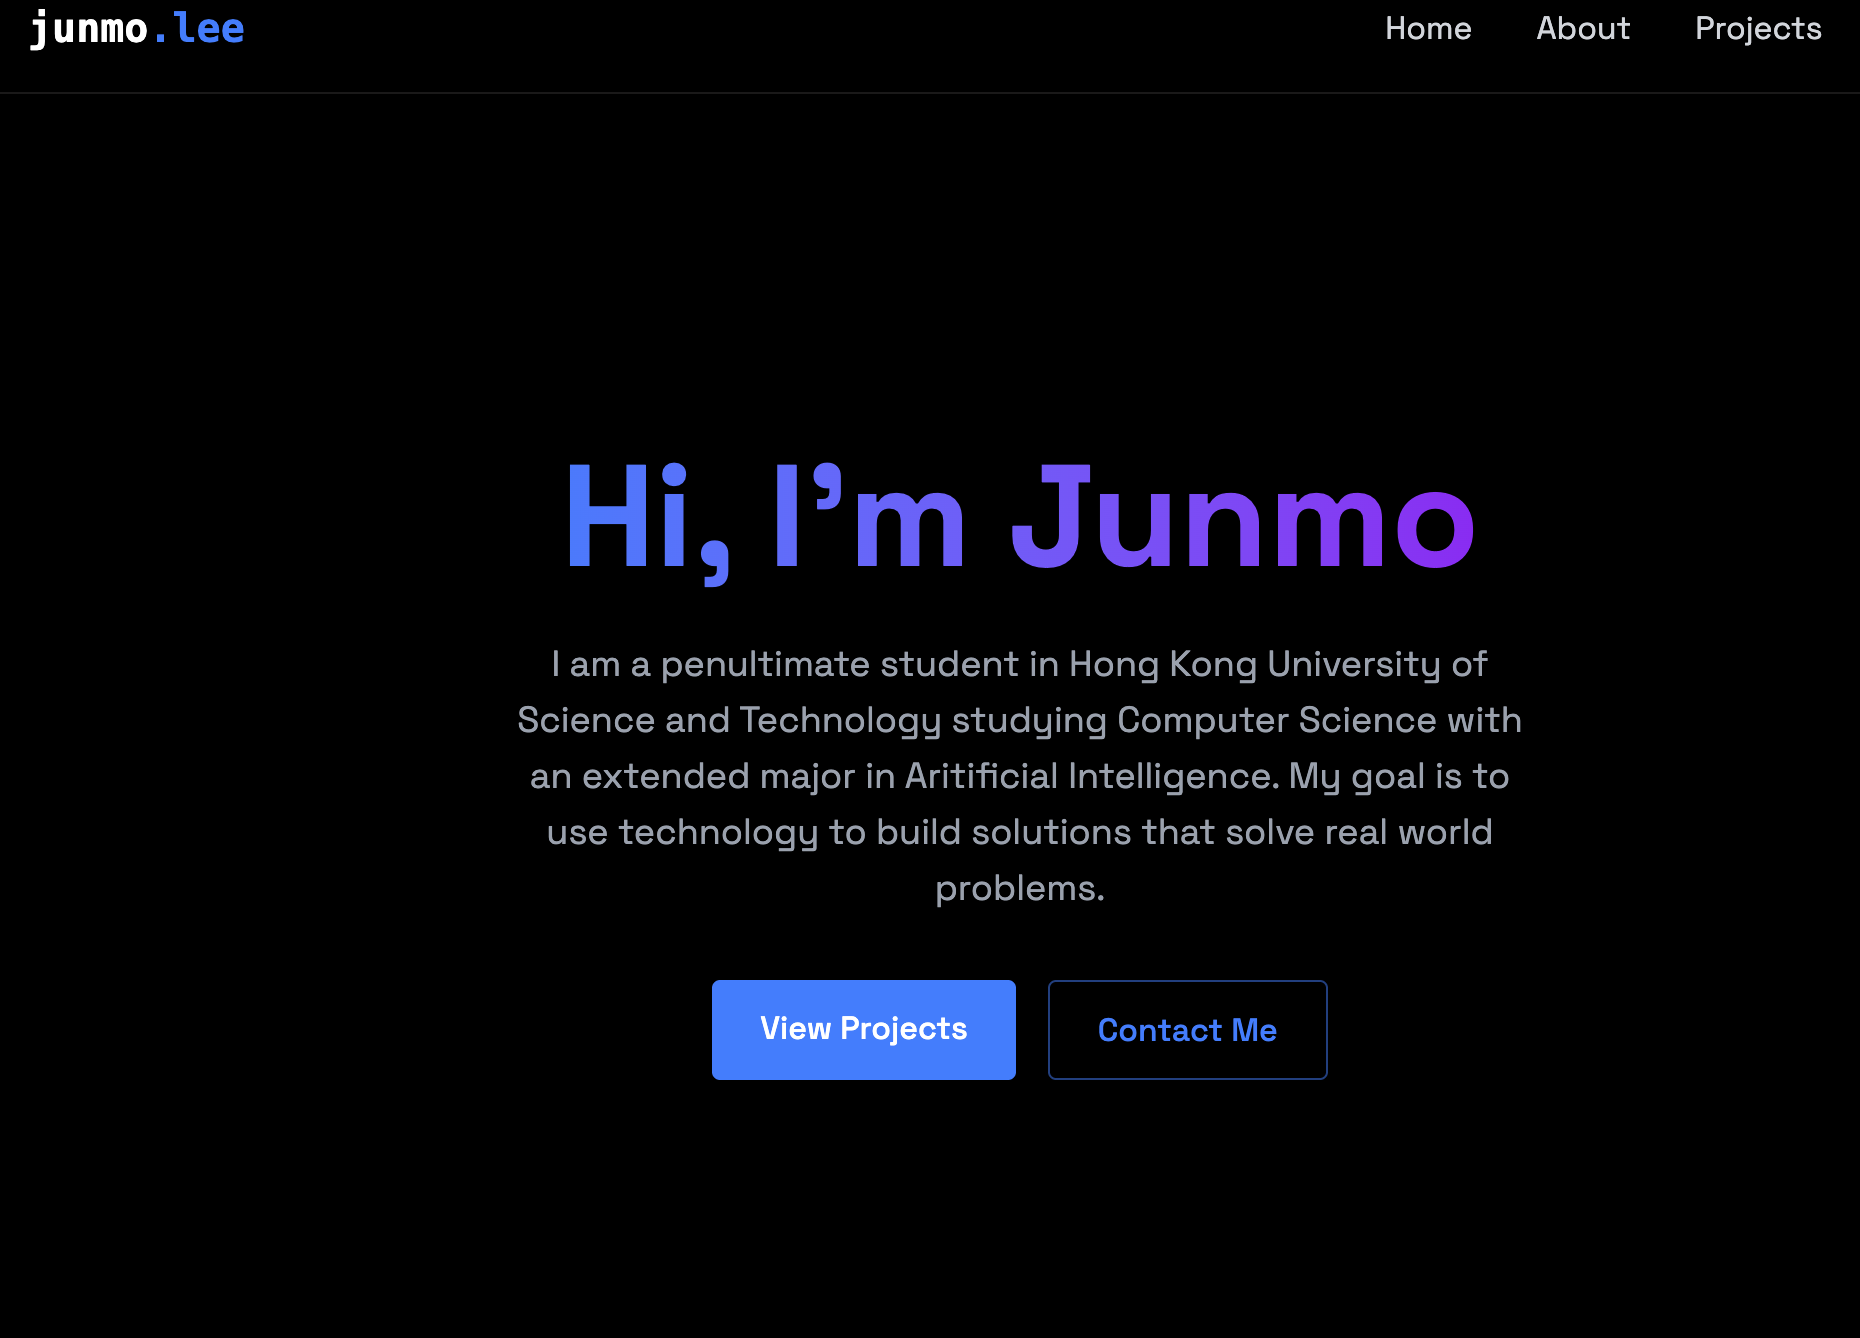 junmo.lee
Home About Projects
Hi, I’m Junmo
I am a penultimate student in Hong Kong University of
Science and Technology studying Computer Science with
an extended major in Aritificial Intelligence. My goal is to
use technology to build solutions that solve real world
problems.
View Projects
Contact Me